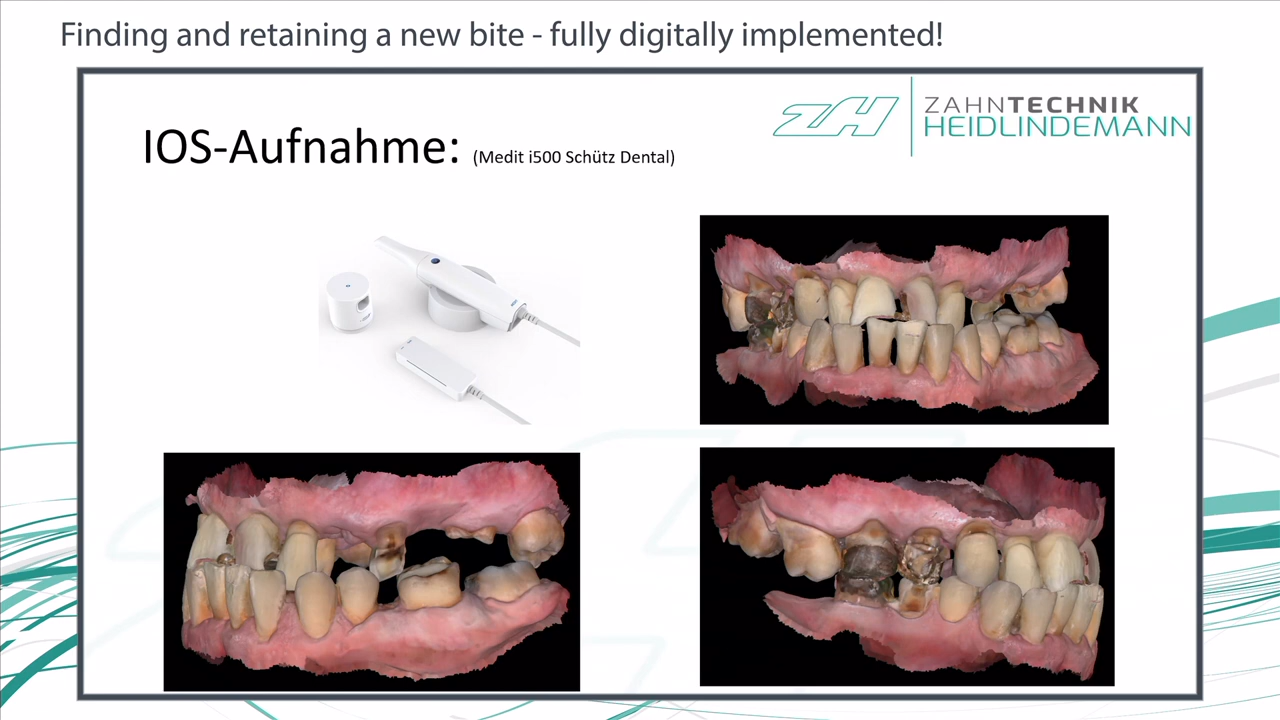 Finding and retaining a new bite - fully digitally implemented!
ZAHNTECHNIK
HEIDLINDEMANN
IOS-Aufnahme: (Medit i500 Schütz Dental)